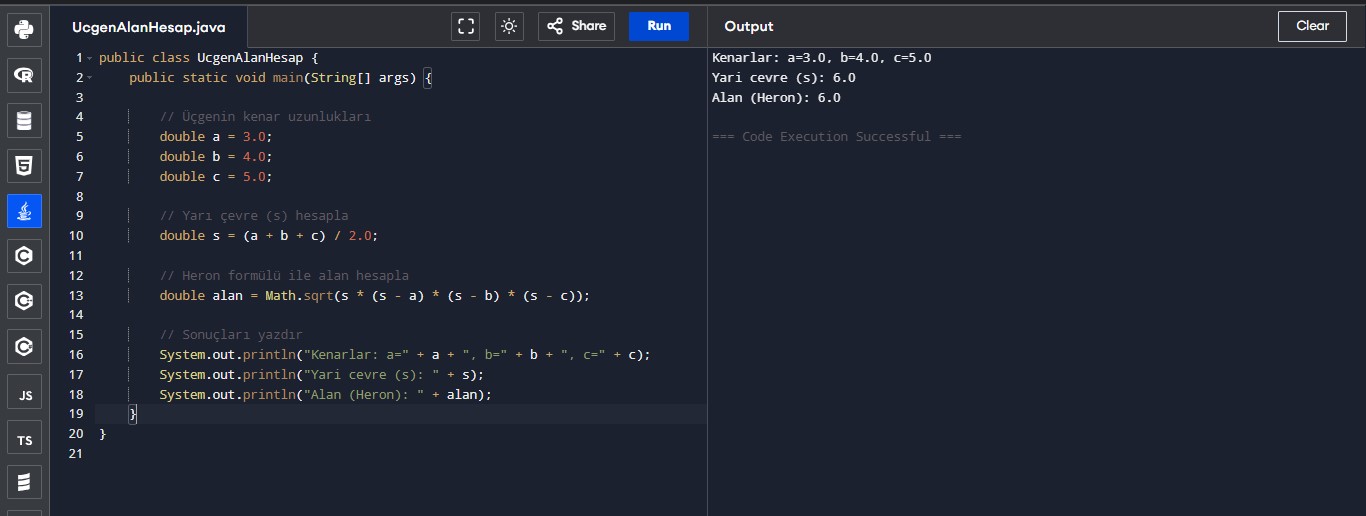 UcgenAlanHesap.java
Share
Run
Output
Clear
1 public class UcgenAlanHesap {
2 public static void main(String[] args) {
3
4 // Üçgenin kenar uzunlukları
5 double a = 3.0;
6 double b = 4.0;
7 double c = 5.0;
8
9 // Yarı çevre (s) hesapla
10 double s = (a + b + c) / 2.0;
11
12 // Heron formülü ile alan hesapla
13 double alan = Math.sqrt(s * (s - a) * (s - b) * (s - c));
14
15 // Sonuçları yazdır
16 System.out.println("Kenarlar: a=" + a + ", b=" + b + ", c=" + c);
17 System.out.println("Yari cevre (s): " + s);
18 System.out.println("Alan (Heron): " + alan);
19 }
20 }
21
Kenarlar: a=3.0, b=4.0, c=5.0
Yari cevre (s): 6.0
Alan (Heron): 6.0
=== Code Execution Successful ===
JS
TS